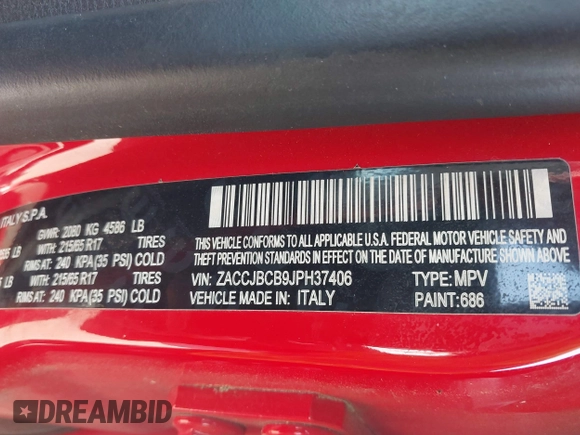 ITALY S.P.A.
GVWR: 2080 KG 4586 LB
LB WITH: 215/65 R17 TIRES
RIMS AT: 240 KPA(35 PSI) COLD
LB WITH: 215/65 R17 TIRES
RIMS AT: 240 KPA(35 PSI) COLD
THIS VEHICLE CONFORMS TO ALL APPLICABLE U.S.A. FEDERAL MOTOR VEHICLE SAFETY AND
THEFT PREVENTION STANDARDS IN EFFECT ON THE DATE OF MANUFACTURE SHOWN ABOVE
VIN: ZACCJBCB9JPH37406 TYPE: MPV
VEHICLE MADE IN: ITALY PAINT: 686
DREAMBID